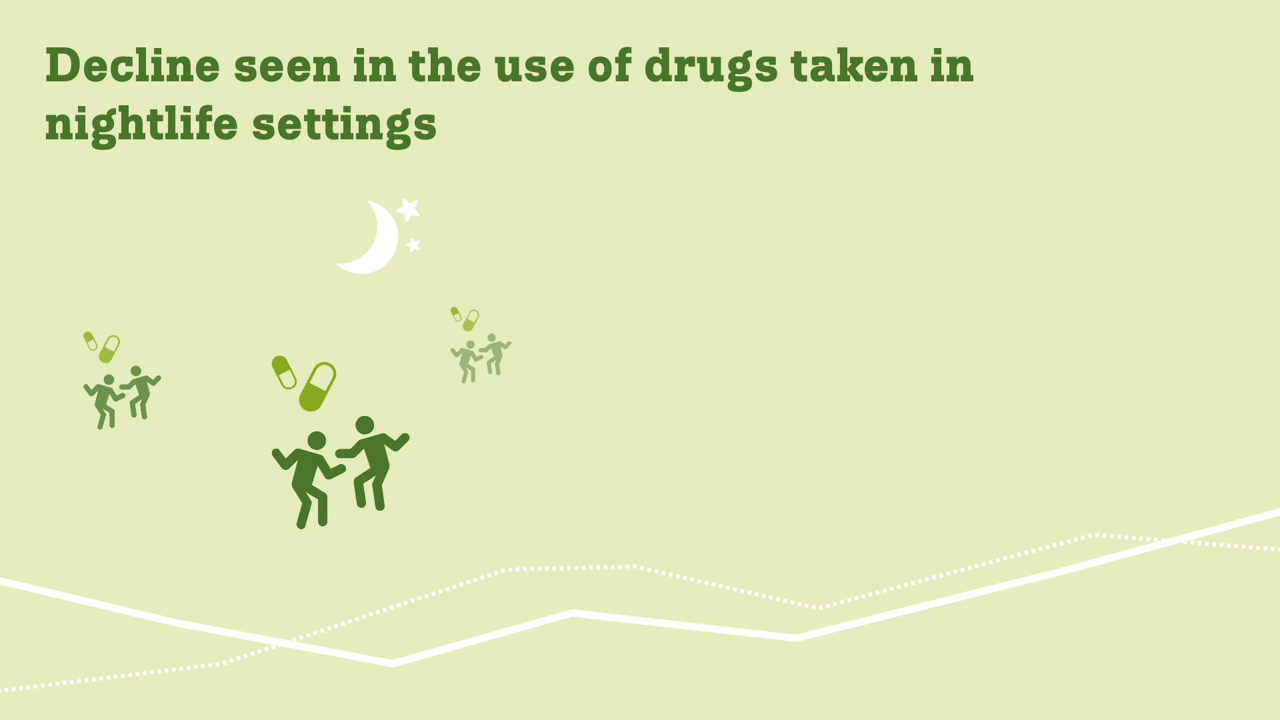 Decline seen in the use of drugs taken in
nightlife settings